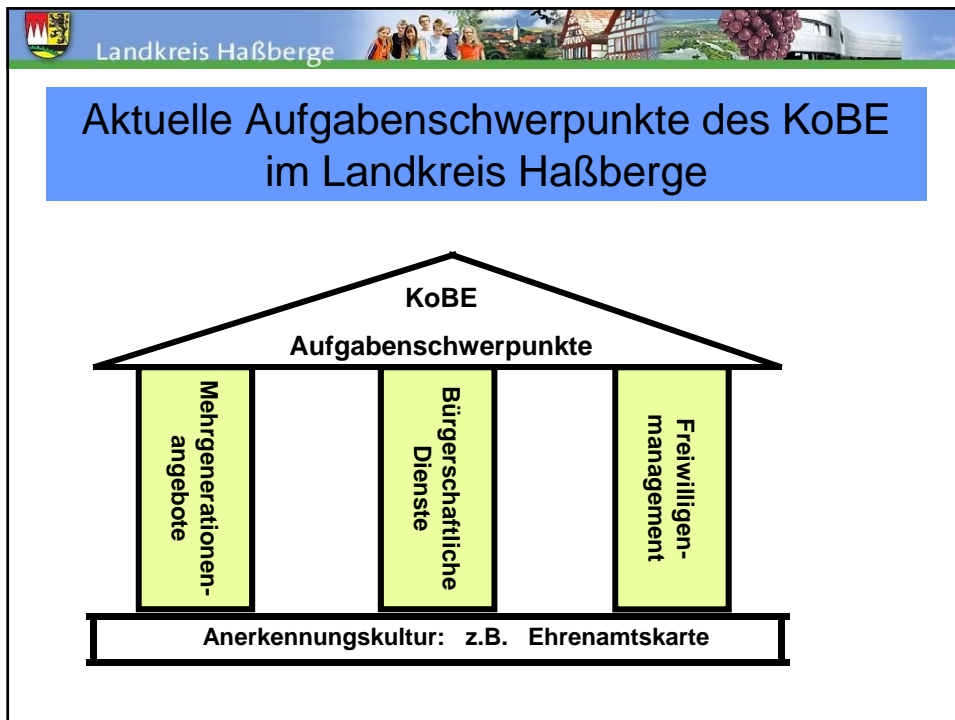 Landkreis Haßberge
Aktuelle Aufgabenschwerpunkte des KoBE
im Landkreis Haßberge
KoBE
Aufgabenschwerpunkte
Mehrgenerationen-
angebote
Bürgerschaftliche
Dienste
Freiwilligen-
management
Anerkennungskultur: z.B. Ehrenamtskarte